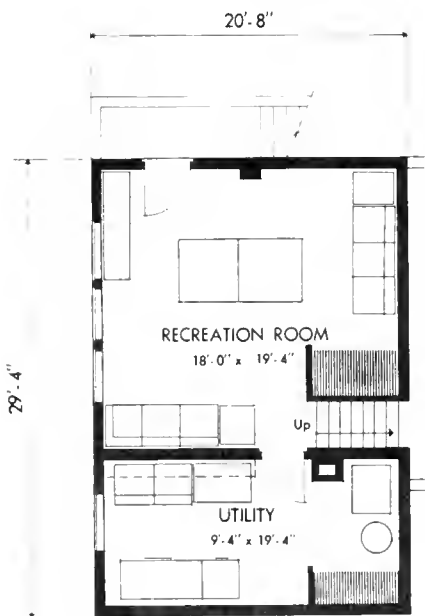 20'-8"
29'-4"
RECREATION ROOM
18'-0" x 19'-4"
Up
UTILITY
9'-4" x 19'-4"